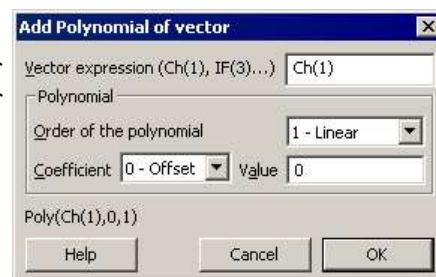 Add Polynomial of vector
Vector expression (Ch(1), IF(3)...) Ch(1)
Polynomial
Order of the polynomial 1 - Linear
Coefficient 0 - Offset Value 0
Poly(Ch(1),0,1)
Help Cancel OK